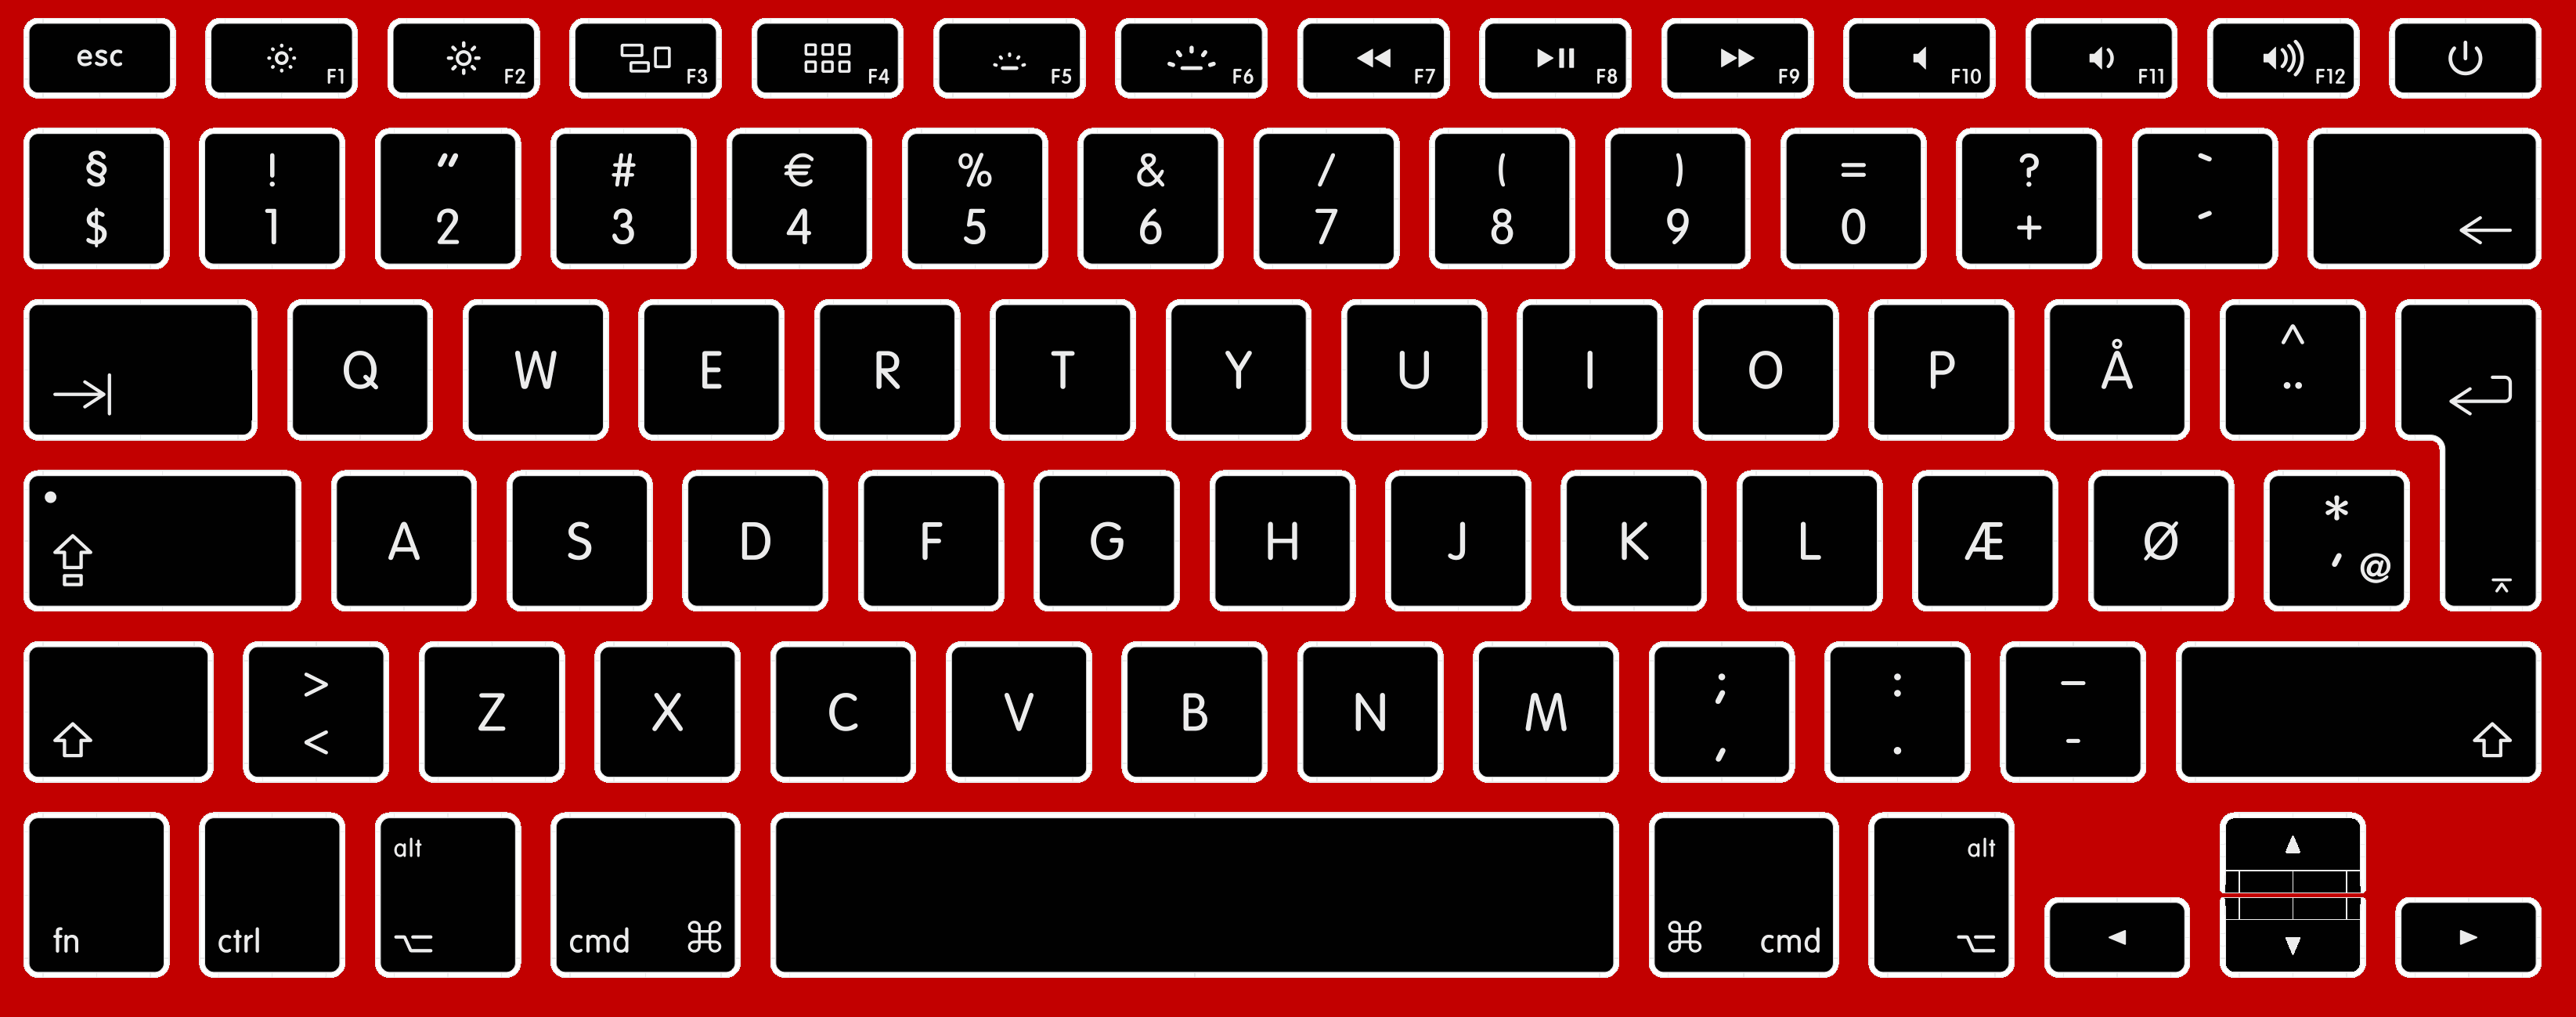 esc F1 F2 F3 F4 F5 F6 F7 F8 F9 F10 F11 F12
§ ! " # € % & / ( ) = ? `
$ 1 2 3 4 5 6 7 8 9 0 + ´
Q W E R T Y U I O P Å ^ ¨
A S D F G H J K L Æ Ø * ' @
> Z X C V B N M ; : _
< , . -
alt alt
fn ctrl ⌥ cmd ⌘ ⌘ cmd ⌥